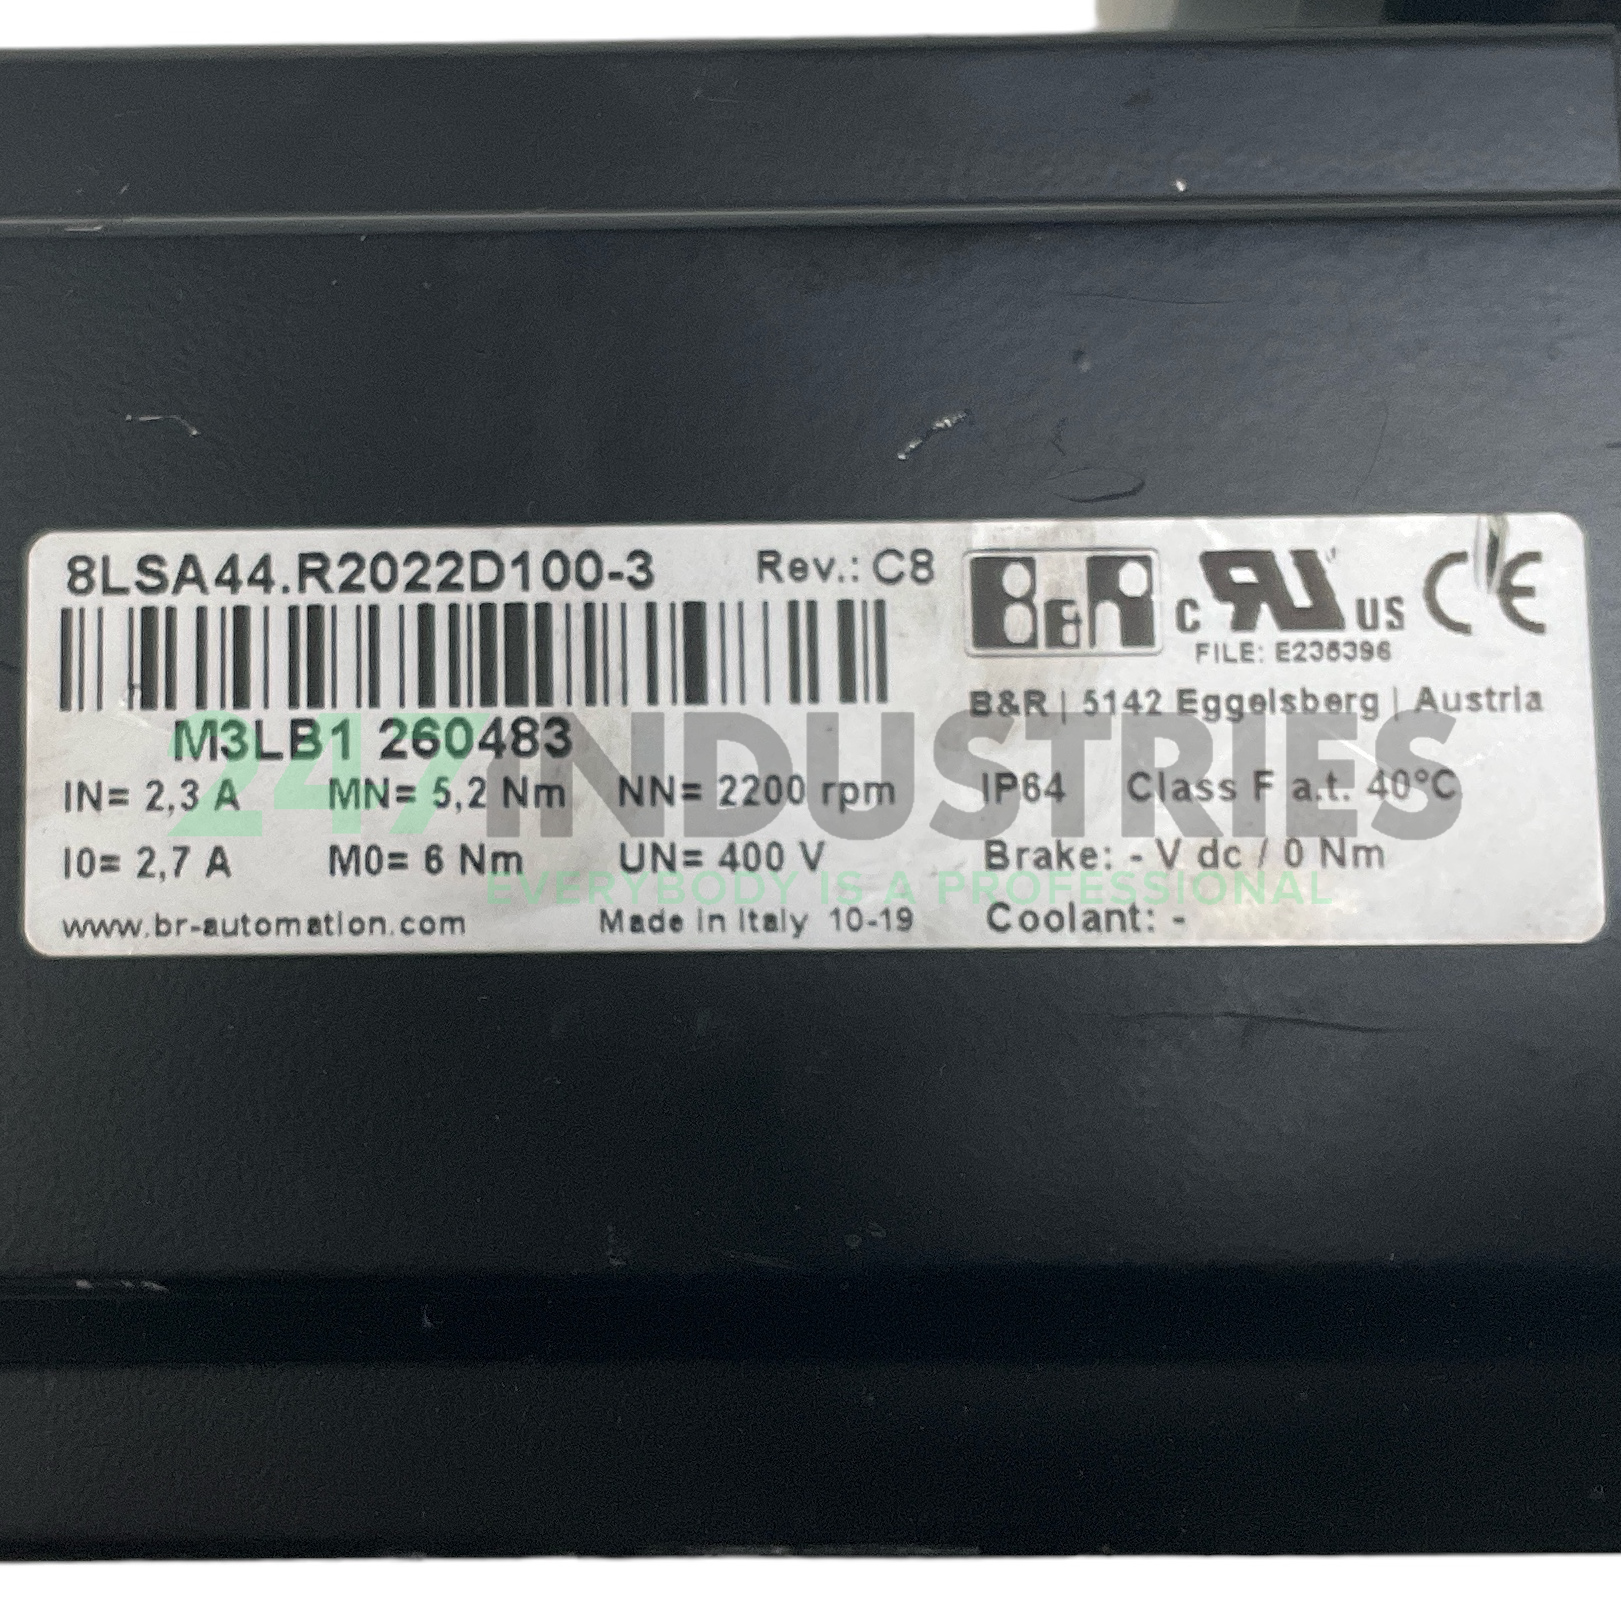 8LSA44.R2022D100-3 Rev.: C8
B&R c RU US CE
FILE: E235396
B&R | 5142 Eggelsberg | Austria
M3LB1 260483
247INDUSTRIES
IN= 2,3 A MN= 5,2 Nm NN= 2200 rpm IP64 Class F a.t. 40°C
I0= 2,7 A M0= 6 Nm UN= 400 V Brake: - V dc / 0 Nm
EVERYBODY IS A PROFESSIONAL
www.br-automation.com Made in Italy 10-19 Coolant: -